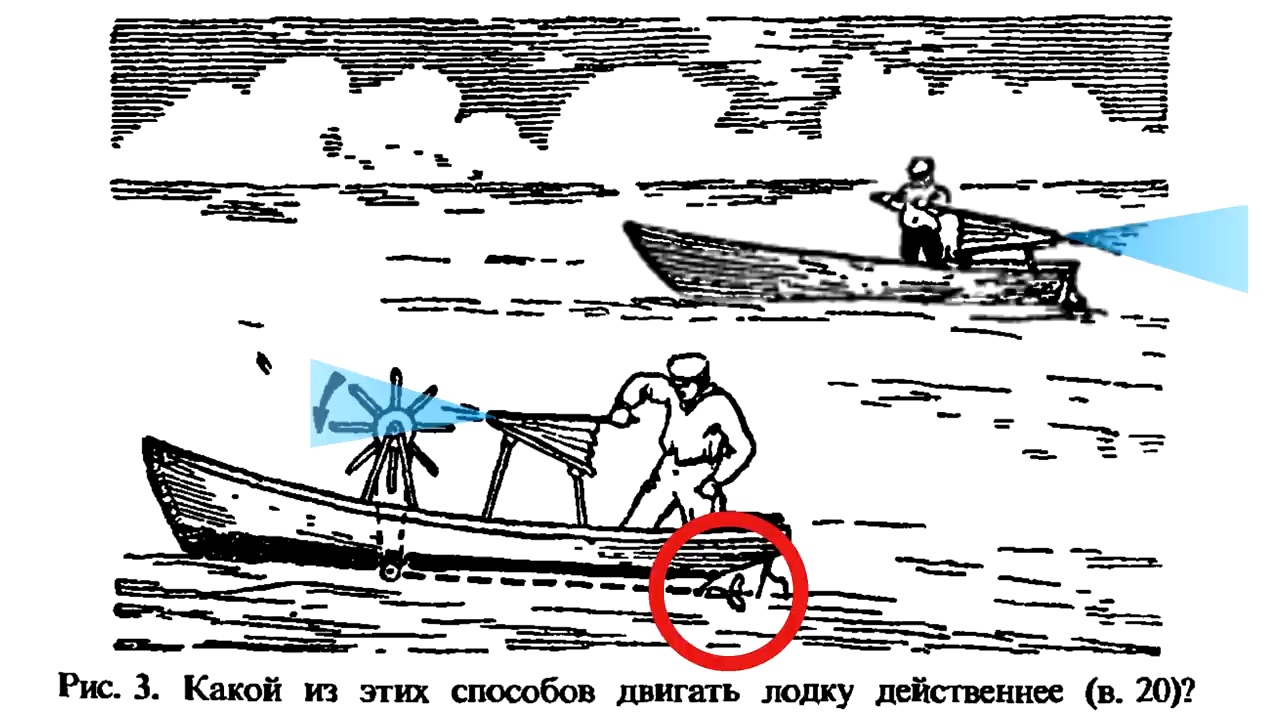 Рис. 3. Какой из этих способов двигать лодку действеннее (в. 20)?